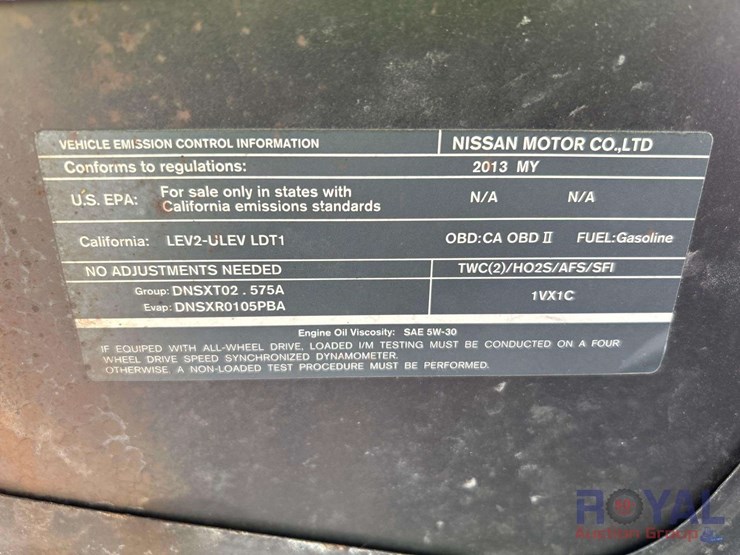 VEHICLE EMISSION CONTROL INFORMATION NISSAN MOTOR CO.,LTD
Conforms to regulations: 2013 MY
U.S. EPA: For sale only in states with California emissions standards N/A N/A
California: LEV2-ULEV LDT1 OBD:CA OBD II FUEL:Gasoline
NO ADJUSTMENTS NEEDED TWC(2)/HO2S/AFS/SFI
Group: DNSXT02.575A
Evap: DNSXR0105PBA
1VX1C
Engine Oil Viscosity: SAE 5W-30
IF EQUIPED WITH ALL-WHEEL DRIVE, LOADED I/M TESTING MUST BE CONDUCTED ON A FOUR
WHEEL DRIVE SPEED SYNCHRONIZED DYNAMOMETER.
OTHERWISE A NON-LOADED TEST PROCEDURE MUST BE PERFORMED.
ROYAL
Auction Group